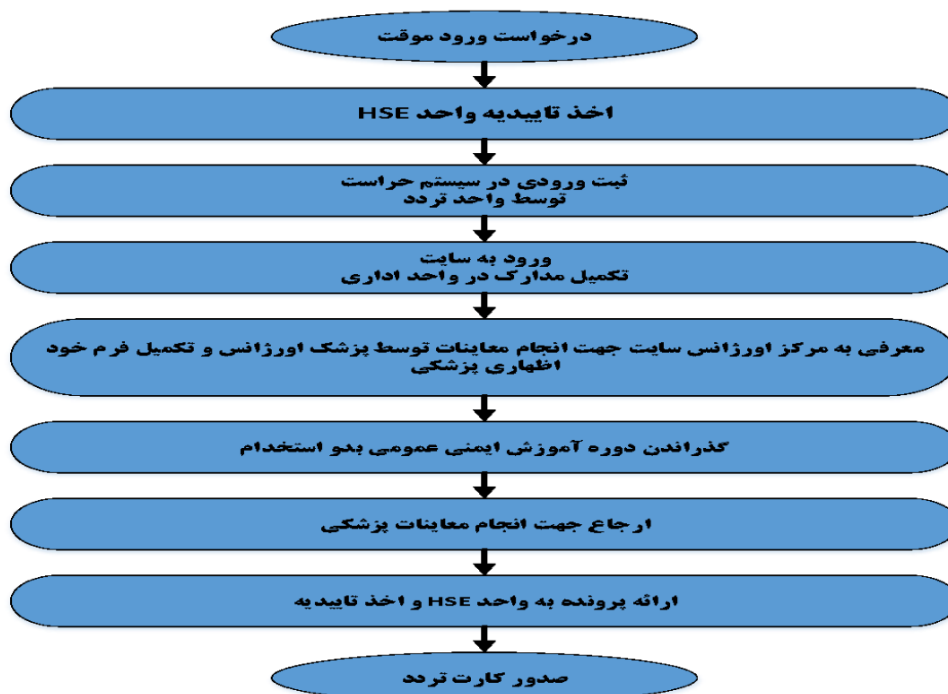 درخواست ورود موقت
اخذ تاییدیه واحد HSE
ثبت ورودی در سیستم حراست
توسط واحد تردد
ورود به سایت
تکمیل مدارک در واحد اداری
معرفی به مرکز اورژانس سایت جهت انجام معاینات توسط پزشک اورژانس و تکمیل فرم خود
اظهاری پزشکی
گذراندن دوره آموزش ایمنی عمومی بدو استخدام
ارجاع جهت انجام معاینات پزشکی
ارائه پرونده به واحد HSE و اخذ تاییدیه
صدور کارت تردد